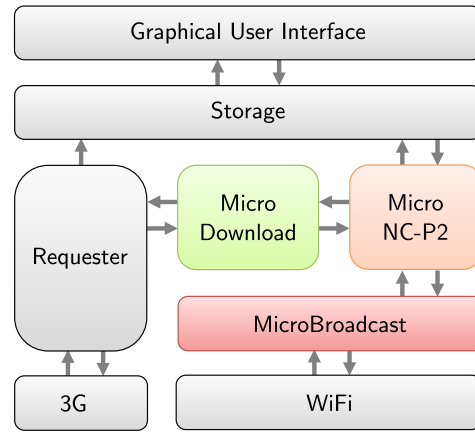 Graphical User Interface
Storage
Requester
Micro
Download
Micro
NC-P2
MicroBroadcast
3G
WiFi